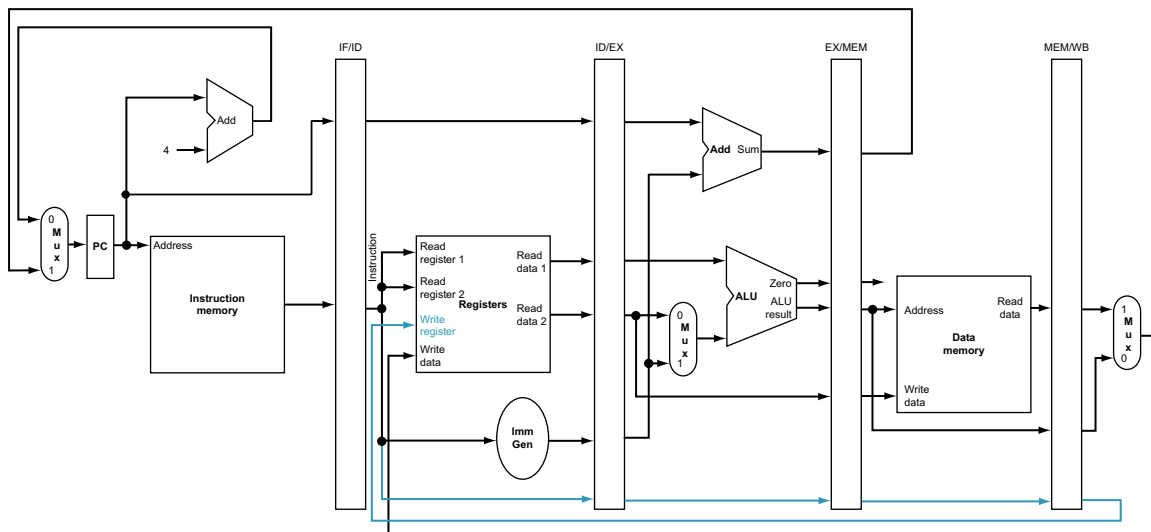 IF/ID
ID/EX
EX/MEM
MEM/WB
Add
4
Add Sum
0
M
u
x
1
PC
Address
Instruction
memory
Instruction
Read
register 1
Read
register 2
Write
register
Write
data
Registers
Read
data 1
Read
data 2
Imm
Gen
0
M
u
x
1
ALU
Zero
ALU
result
Address
Write
data
Data
memory
Read
data
1
M
u
x
0